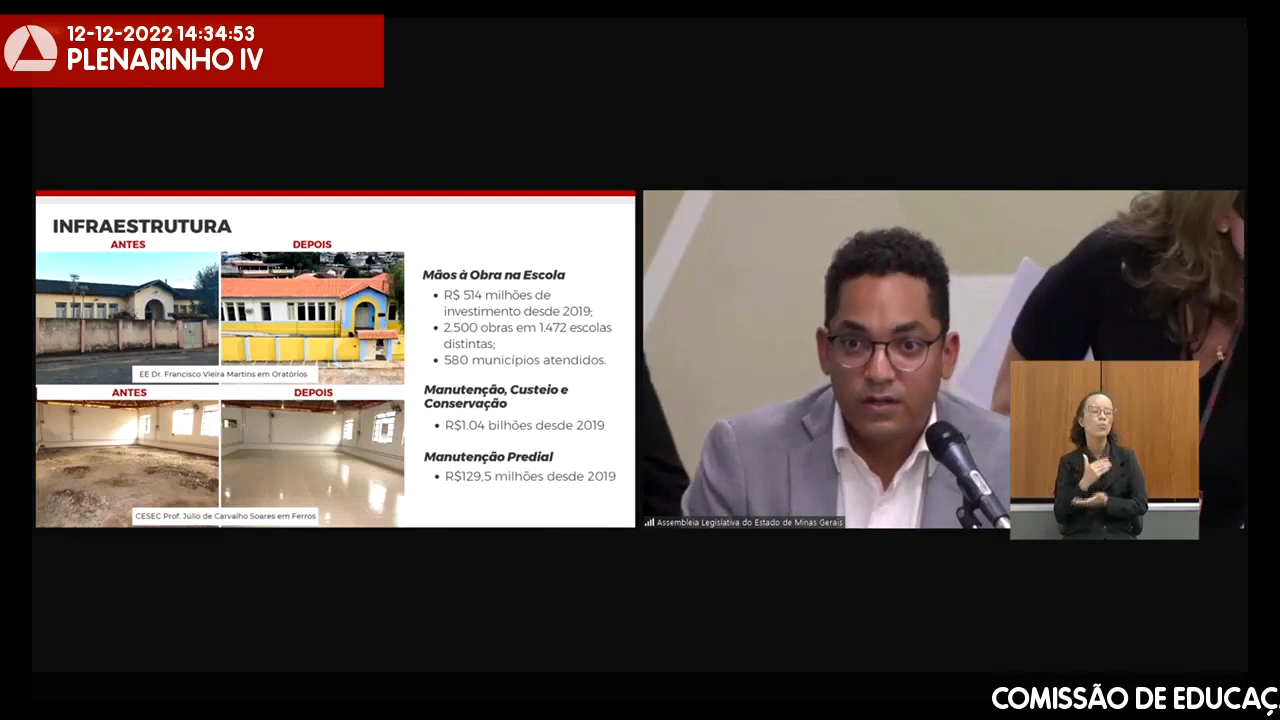 12-12-2022 14:34:53
PLENARINHO IV
INFRAESTRUTURA
ANTES
DEPOIS
EE Dr. Francisco Vieira Martins em Oratórios
ANTES
DEPOIS
CESEC Prof. Júlio de Carvalho Soares em Ferros
Mãos à Obra na Escola
• R$ 514 milhões de
investimento desde 2019;
• 2.500 obras em 1.472 escolas
distintas;
• 580 municípios atendidos.
Manutenção, Custeio e
Conservação
• R$1.04 bilhões desde 2019
Manutenção Predial
• R$129,5 milhões desde 2019
Assembleia Legislativa do Estado de Minas Gerais
COMISSÃO DE EDUCAÇ